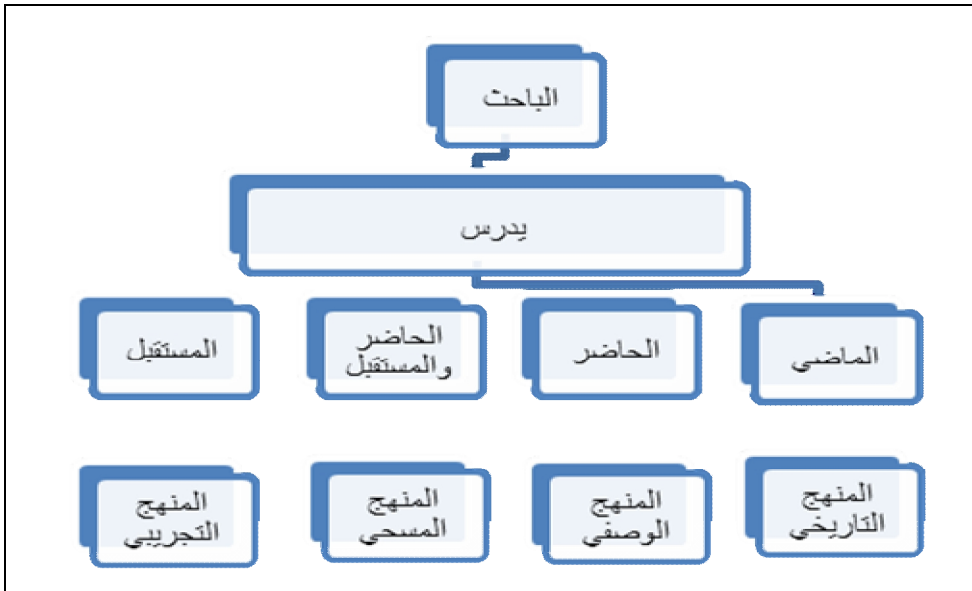 الباحث
يدرس
الماضي
الحاضر
الحاضر
والمستقبل
المستقبل
المنهج
التاريخي
المنهج
الوصفي
المنهج
المسحي
المنهج
التجريبي